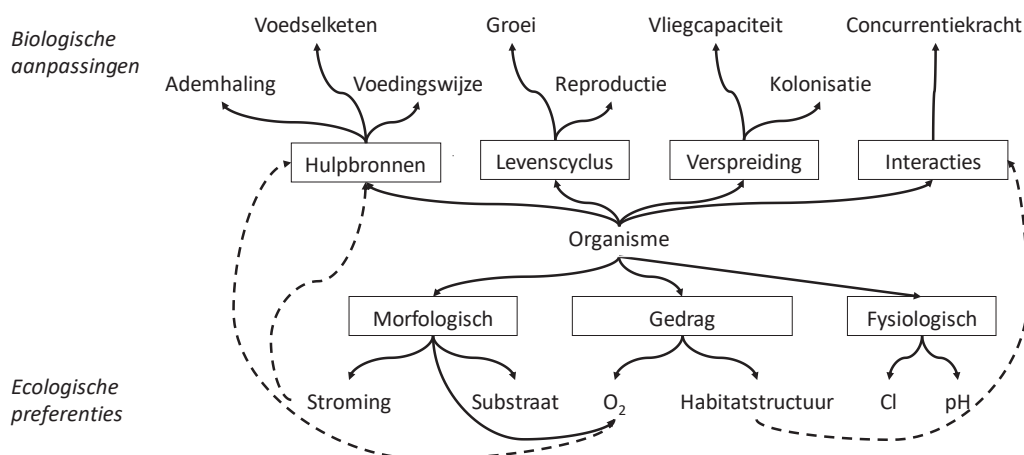 Biologische
aanpassingen
Voedselketen
Groei
Vliegcapaciteit
Concurrentiekracht
Ademhaling
Voedingswijze
Reproductie
Kolonisatie
Hulpbronnen
Levenscyclus
Verspreiding
Interacties
Organisme
Morfologisch
Gedrag
Fysiologisch
Ecologische
preferenties
Stroming
Substraat
O₂
Habitatstructuur
Cl
pH